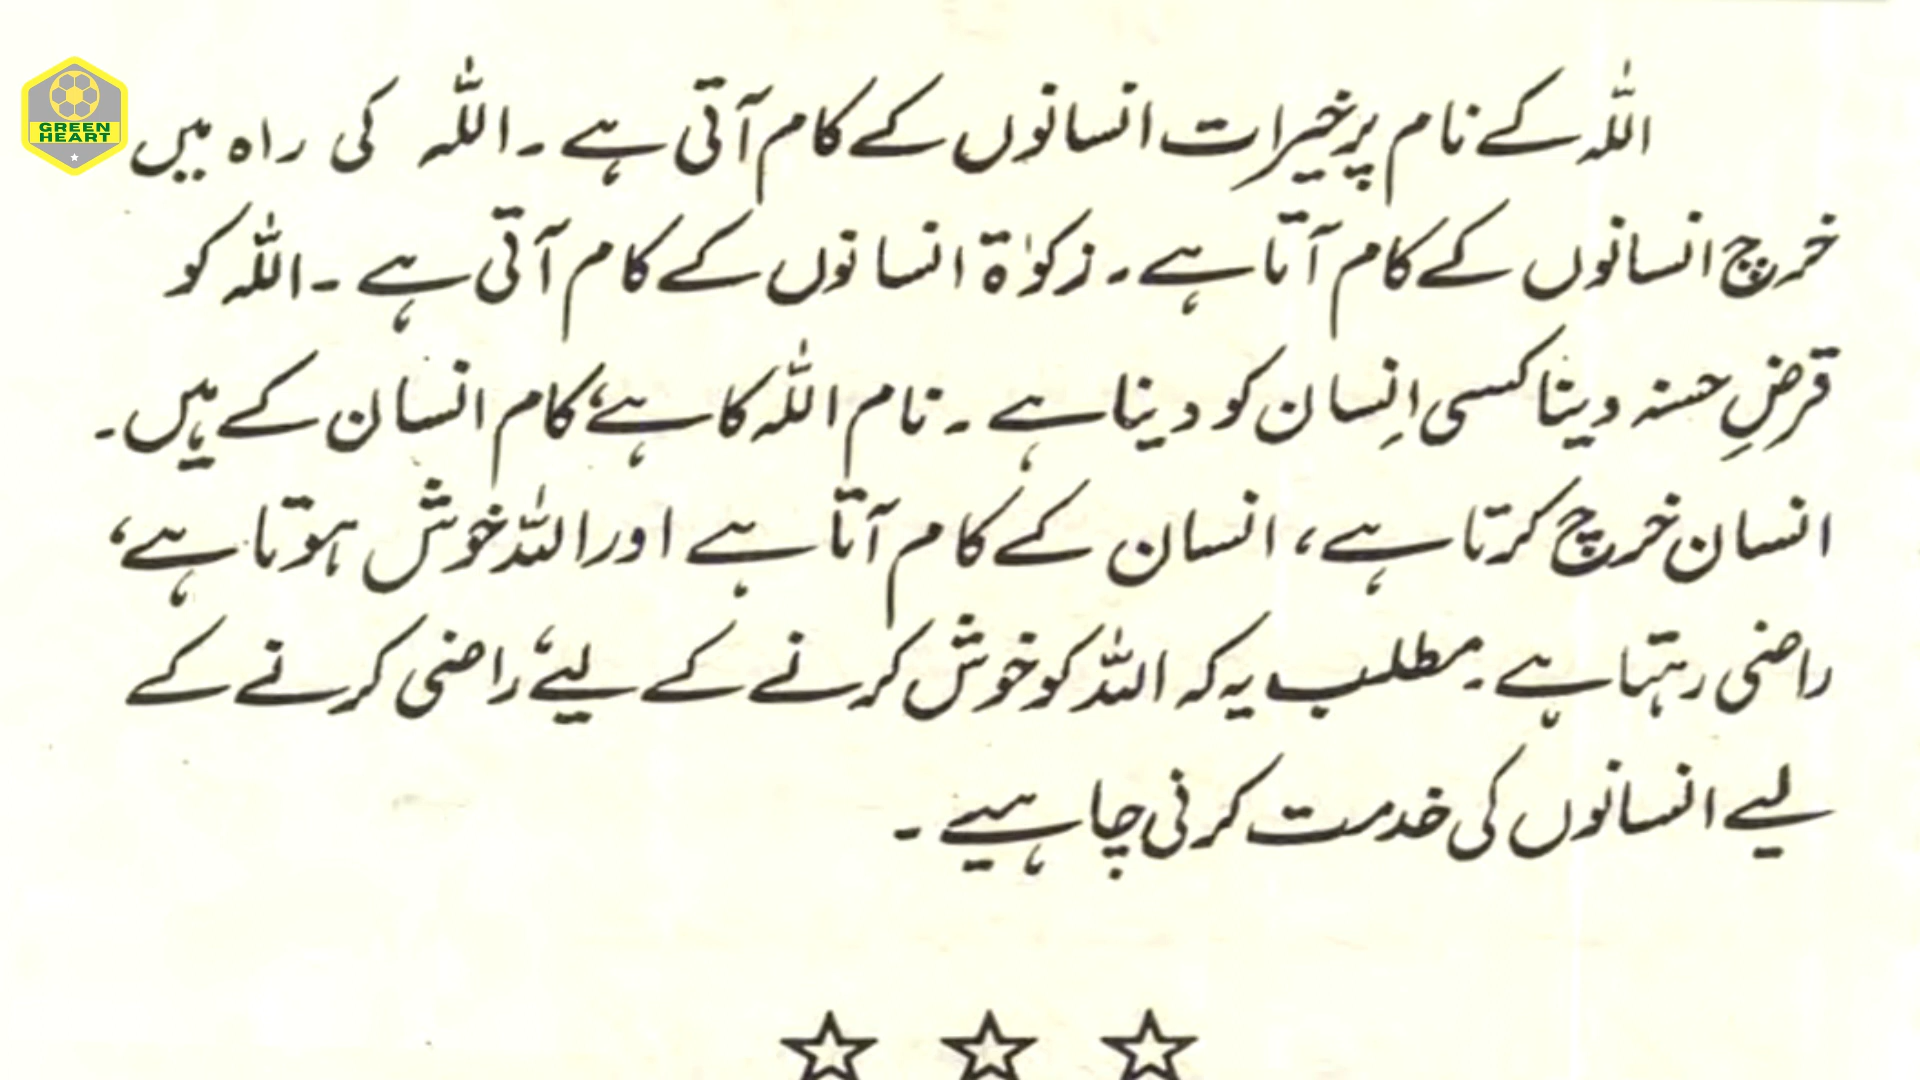 GREEN
HEART
اللہ کے نام پر خیرات انسانوں کے کام آتی ہے ۔ اللہ کی راہ میں
خرچ انسانوں کے کام آتا ہے ۔ زکوٰۃ انسانوں کے کام آتی ہے ۔ اللہ کو
قرضِ حسنہ دینا کسی اِنسان کو دینا ہے ۔ نام اللہ کا ہے، کام انسان کے ہیں ۔
انسان خرچ کرتا ہے، انسان کے کام آتا ہے اور اللہ خوش ہوتا ہے،
راضی رہتا ہے ۔ مطلب یہ کہ اللہ کو خوش کرنے کے لیے، راضی کرنے کے
لیے انسانوں کی خدمت کرنی چاہیے ۔